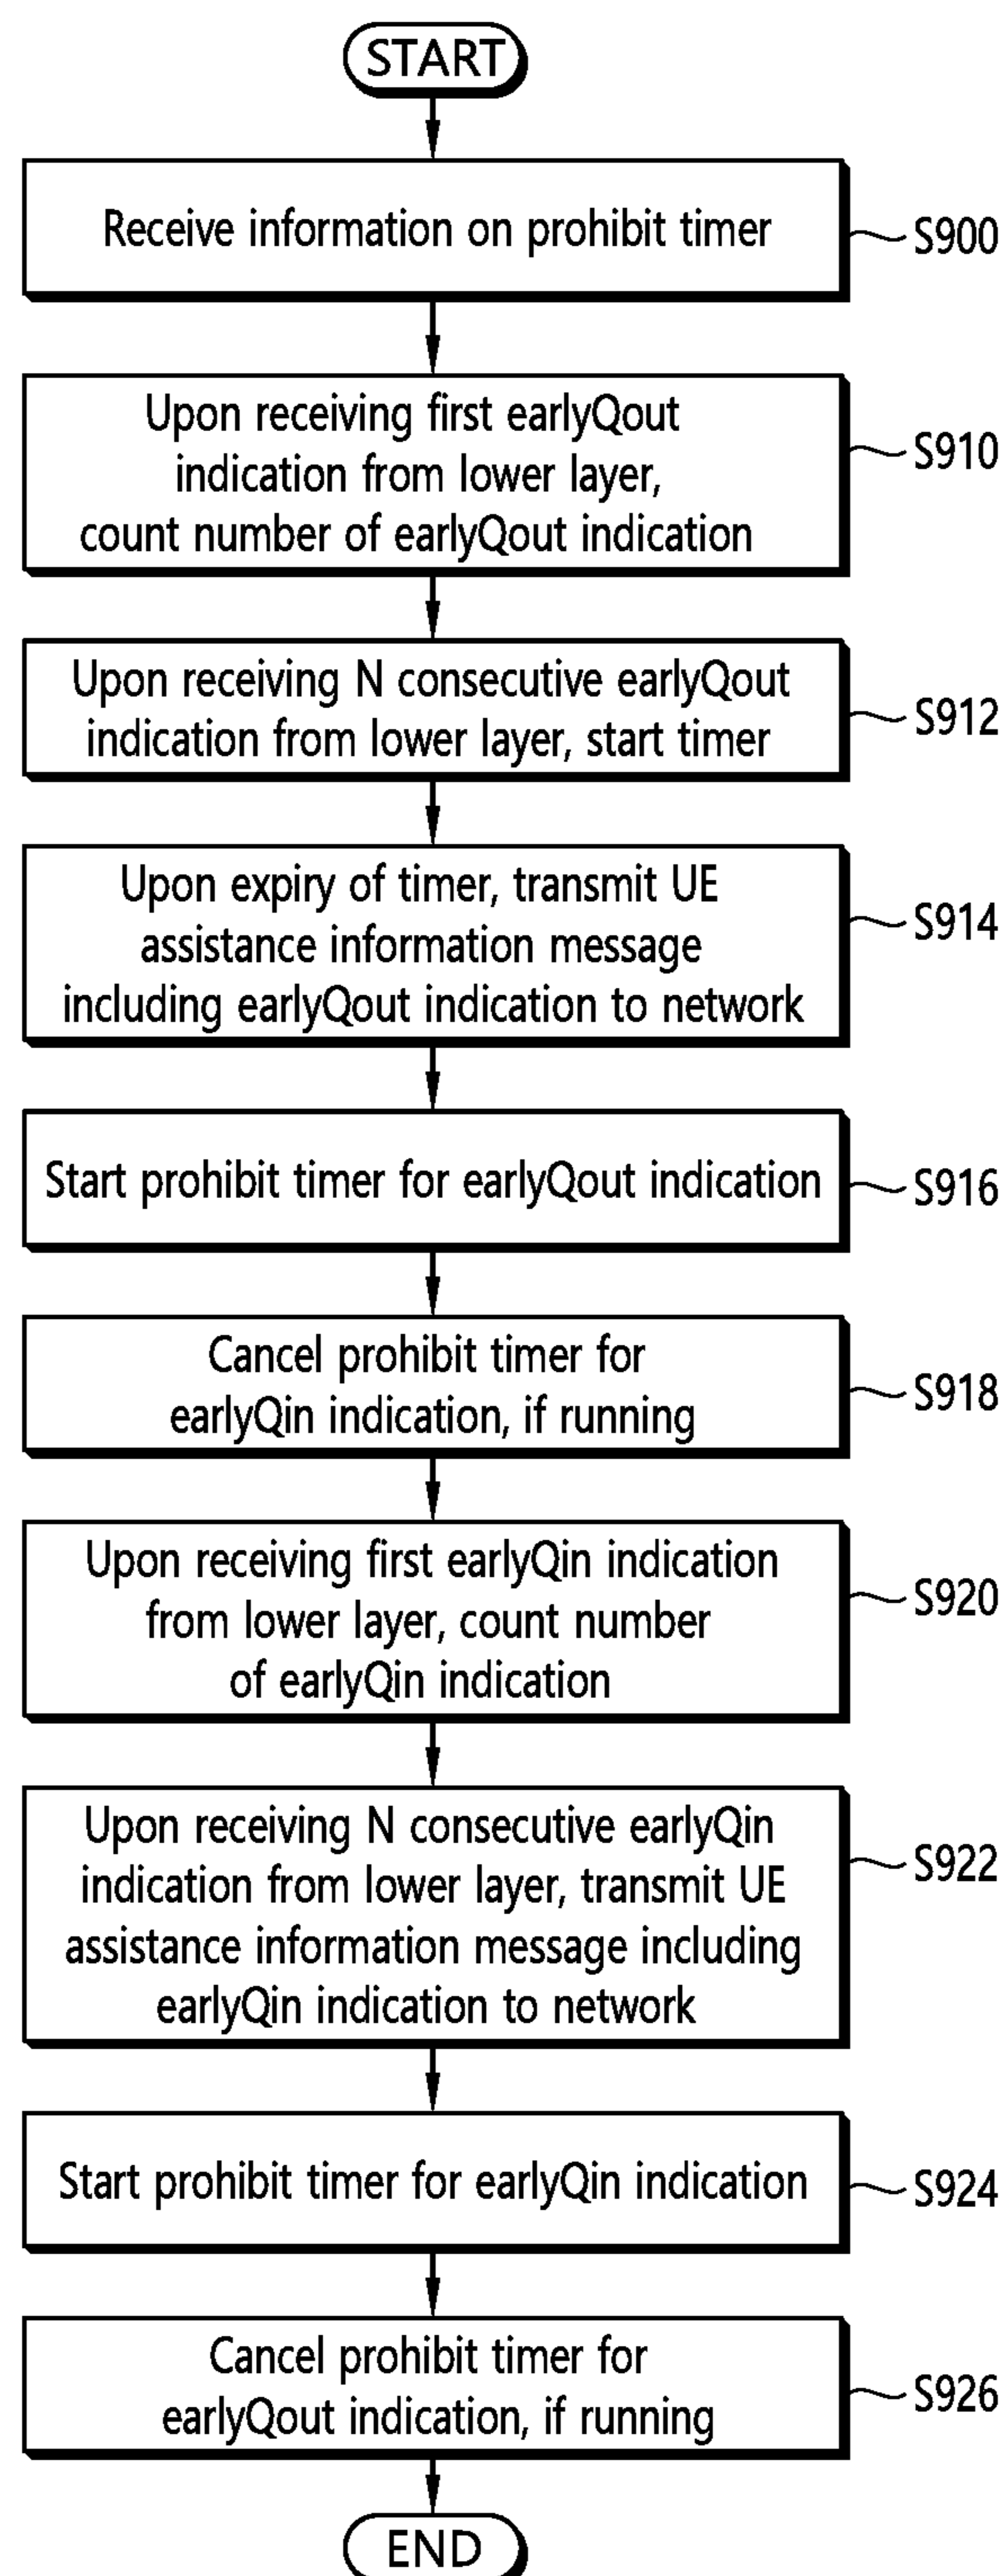 START
Receive information on prohibit timer
S900
Upon receiving first earlyQout
indication from lower layer,
count number of earlyQout indication
S910
Upon receiving N consecutive earlyQout
indication from lower layer, start timer
S912
Upon expiry of timer, transmit UE
assistance information message
including earlyQout indication to network
S914
Start prohibit timer for earlyQout indication
S916
Cancel prohibit timer for
earlyQin indication, if running
S918
Upon receiving first earlyQin indication
from lower layer, count number
of earlyQin indication
S920
Upon receiving N consecutive earlyQin
indication from lower layer, transmit UE
assistance information message including
earlyQin indication to network
S922
Start prohibit timer for earlyQin indication
S924
Cancel prohibit timer for
earlyQout indication, if running
S926
END